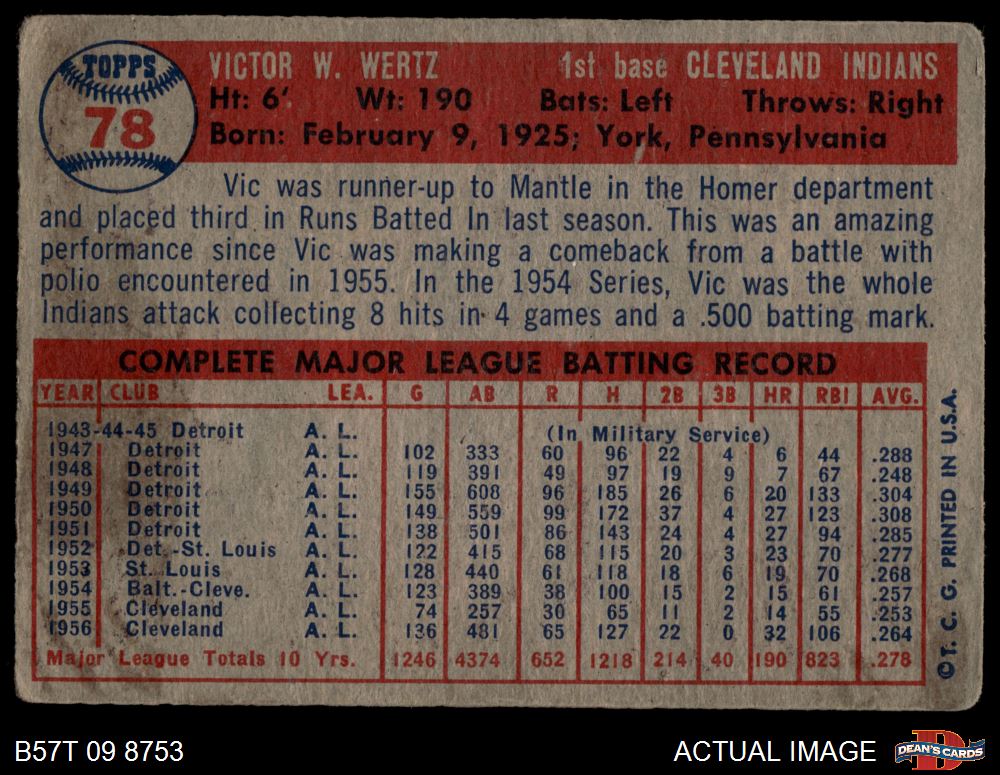 TOPPS
78
VICTOR W. WERTZ 1st base CLEVELAND INDIANS
Ht: 6' Wt: 190 Bats: Left Throws: Right
Born: February 9, 1925; York, Pennsylvania
Vic was runner-up to Mantle in the Homer department
and placed third in Runs Batted In last season. This was an amazing
performance since Vic was making a comeback from a battle with
polio encountered in 1955. In the 1954 Series, Vic was the whole
Indians attack collecting 8 hits in 4 games and a .500 batting mark.
COMPLETE MAJOR LEAGUE BATTING RECORD
YEAR CLUB LEA. G AB R H 2B 3B HR RBI AVG.
1943-44-45 Detroit A. L. (In Military Service)
1947 Detroit A. L. 102 333 60 96 22 4 6 44 .288
1948 Detroit A. L. 119 391 49 97 19 9 7 67 .248
1949 Detroit A. L. 155 608 96 185 26 6 20 133 .304
1950 Detroit A. L. 149 559 99 172 37 4 27 123 .308
1951 Detroit A. L. 138 501 86 143 24 4 27 94 .285
1952 Det.-St. Louis A. L. 122 415 68 115 20 3 23 70 .277
1953 St. Louis A. L. 128 440 61 118 18 6 19 70 .268
1954 Balt.-Cleve. A. L. 123 389 38 100 15 2 15 61 .257
1955 Cleveland A. L. 74 257 30 65 11 2 14 55 .253
1956 Cleveland A. L. 136 481 65 127 22 0 32 106 .264
Major League Totals 10 Yrs. 1246 4374 652 1218 214 40 190 823 .278
©T. C. G. PRINTED IN U.S.A.
B57T 09 8753
ACTUAL IMAGE
D
DEAN'S CARDS